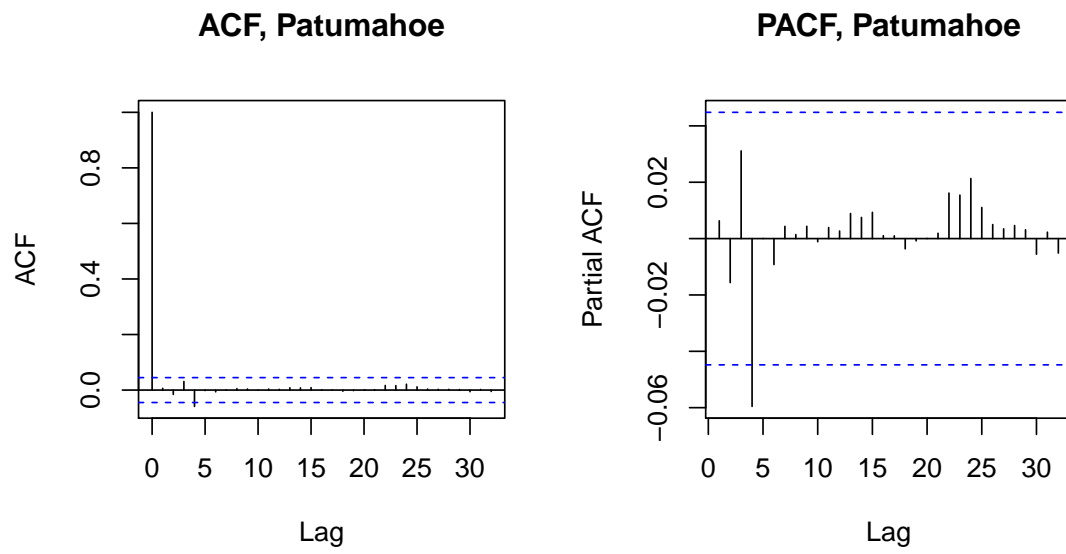 ACF, Patumahoe
ACF
0.0 0.4 0.8
0 5 10 15 20 25 30
Lag
PACF, Patumahoe
Partial ACF
−0.06 −0.02 0.02
0 5 10 15 20 25 30
Lag